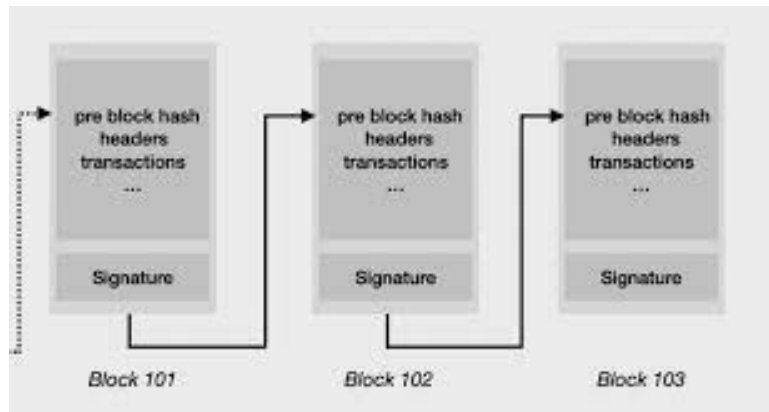 pre block hash
headers
transactions
...
Signature
Block 101
pre block hash
headers
transactions
...
Signature
Block 102
pre block hash
headers
transactions
...
Signature
Block 103